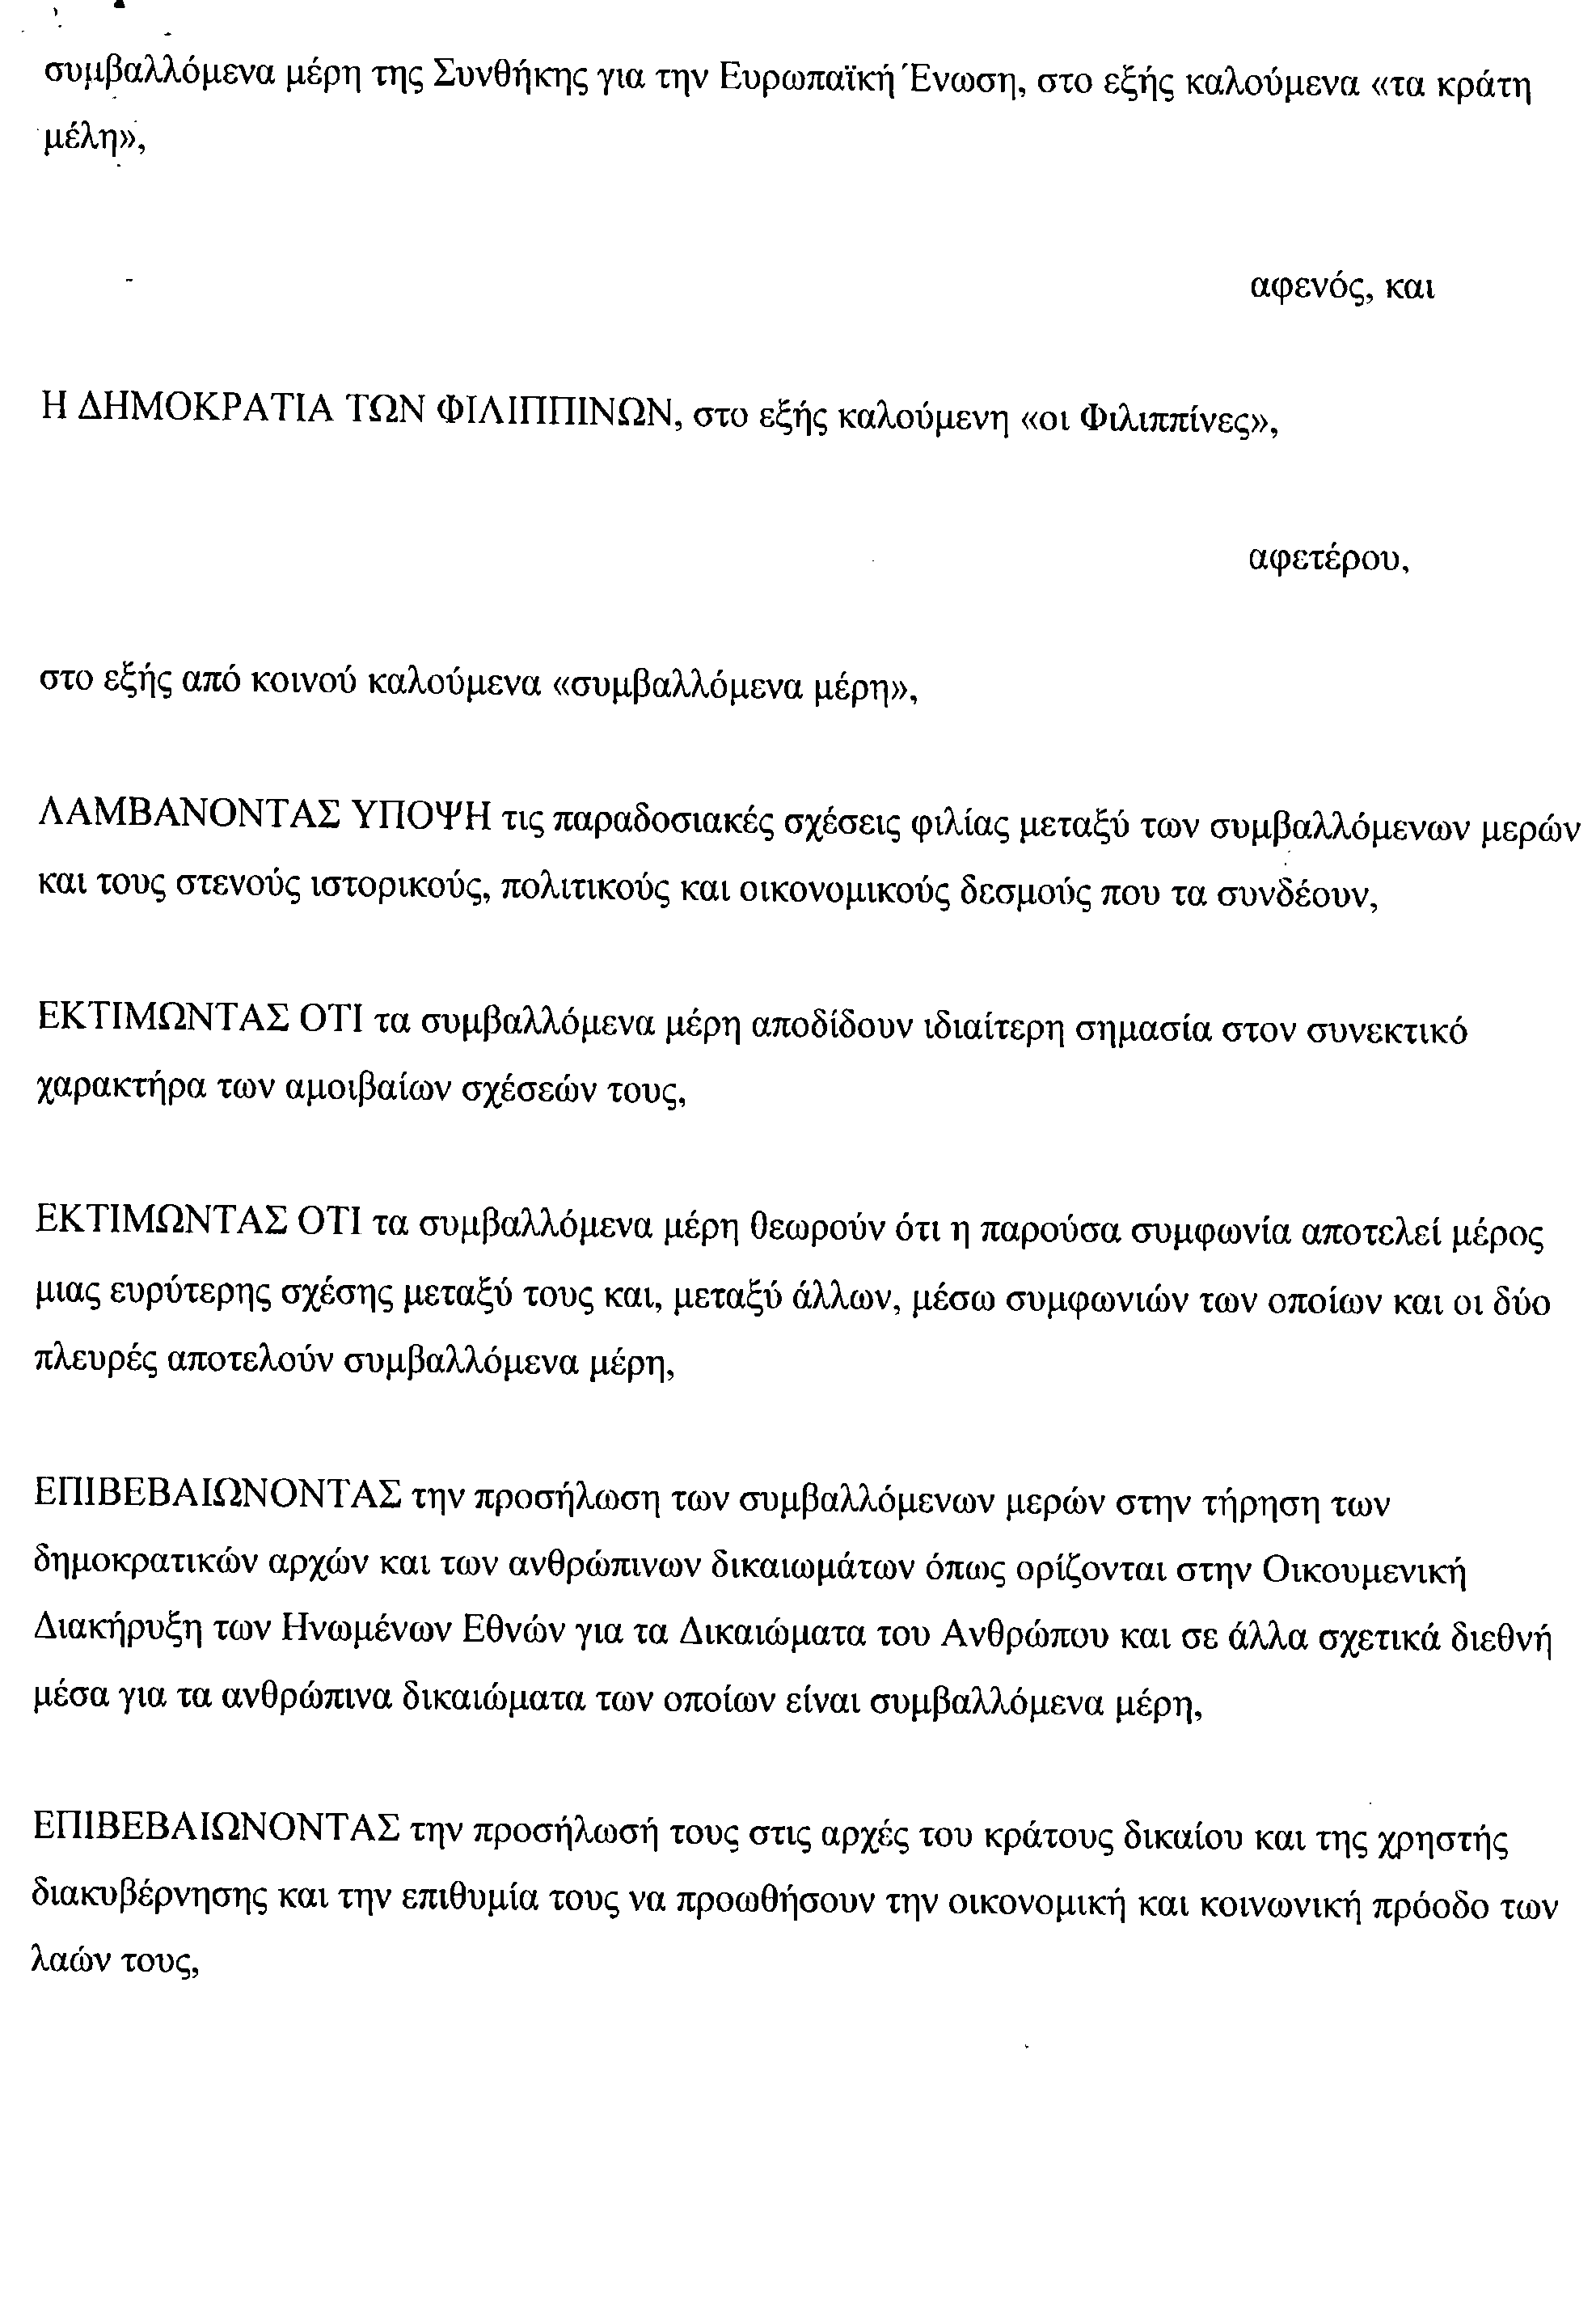 συμβαλλόμενα μέρη της Συνθήκης για την Ευρωπαϊκή Ένωση, στο εξής καλούμενα «τα κράτη
μέλη»,
αφενός, και
Η ΔΗΜΟΚΡΑΤΙΑ ΤΩΝ ΦΙΛΙΠΠΙΝΩΝ, στο εξής καλούμενη «οι Φιλιππίνες»,
αφετέρου,
στο εξής από κοινού καλούμενα «συμβαλλόμενα μέρη»,
ΛΑΜΒΑΝΟΝΤΑΣ ΥΠΟΨΗ τις παραδοσιακές σχέσεις φιλίας μεταξύ των συμβαλλόμενων μερών
και τους στενούς ιστορικούς, πολιτικούς και οικονομικούς δεσμούς που τα συνδέουν,
ΕΚΤΙΜΩΝΤΑΣ ΟΤΙ τα συμβαλλόμενα μέρη αποδίδουν ιδιαίτερη σημασία στον συνεκτικό
χαρακτήρα των αμοιβαίων σχέσεών τους,
ΕΚΤΙΜΩΝΤΑΣ ΟΤΙ τα συμβαλλόμενα μέρη θεωρούν ότι η παρούσα συμφωνία αποτελεί μέρος
μιας ευρύτερης σχέσης μεταξύ τους και, μεταξύ άλλων, μέσω συμφωνιών των οποίων και οι δύο
πλευρές αποτελούν συμβαλλόμενα μέρη,
ΕΠΙΒΕΒΑΙΩΝΟΝΤΑΣ την προσήλωση των συμβαλλόμενων μερών στην τήρηση των
δημοκρατικών αρχών και των ανθρώπινων δικαιωμάτων όπως ορίζονται στην Οικουμενική
Διακήρυξη των Ηνωμένων Εθνών για τα Δικαιώματα του Ανθρώπου και σε άλλα σχετικά διεθνή
μέσα για τα ανθρώπινα δικαιώματα των οποίων είναι συμβαλλόμενα μέρη,
ΕΠΙΒΕΒΑΙΩΝΟΝΤΑΣ την προσήλωσή τους στις αρχές του κράτους δικαίου και της χρηστής
διακυβέρνησης και την επιθυμία τους να προωθήσουν την οικονομική και κοινωνική πρόοδο των
λαών τους,